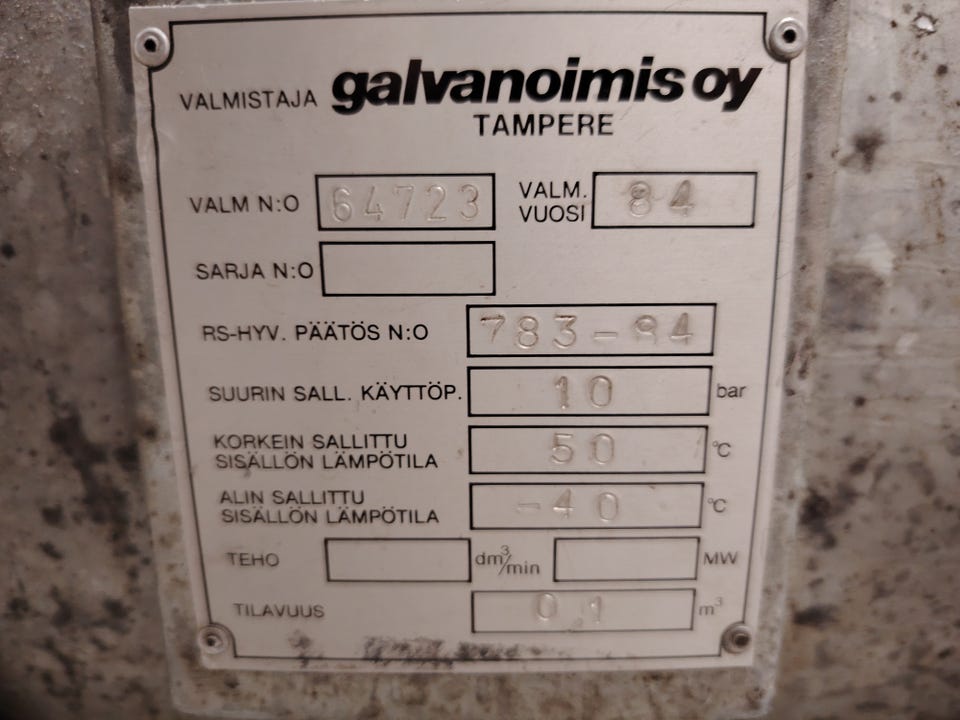 VALMISTAJA galvanoimis oy
TAMPERE
VALM N:O 64723 VALM. VUOSI 84
SARJA N:O
RS-HYV. PÄÄTÖS N:O 783-84
SUURIN SALL. KÄYTTÖP. 10 bar
KORKEIN SALLITTU
SISÄLLÖN LÄMPÖTILA 50 °C
ALIN SALLITTU
SISÄLLÖN LÄMPÖTILA -40 °C
TEHO dm³/min MW
TILAVUUS 0,1 m³